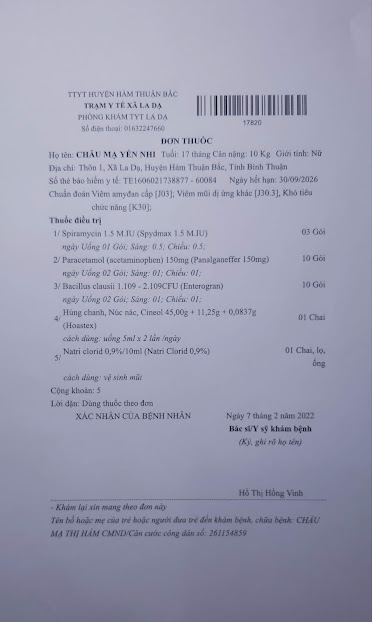 TTYT HUYỆN HÀM THUẬN BẮC
TRẠM Y TẾ XÃ LA DẠ
PHÒNG KHÁM TYT LA DẠ
Số điện thoại: 01632247660
17820
ĐƠN THUỐC
Họ tên: CHÂU MẠ YẾN NHI Tuổi: 17 tháng Cân nặng: 10 Kg Giới tính: Nữ
Địa chỉ: Thôn 1, Xã La Dạ, Huyện Hàm Thuận Bắc, Tỉnh Bình Thuận
Số thẻ bảo hiểm y tế: TE1606021738877 - 60084 Ngày hết hạn: 30/09/2026
Chuẩn đoán Viêm amyđan cấp [J03]; Viêm mũi dị ứng khác [J30.3], Khó tiêu
chức năng [K30];
Thuốc điều trị
1/ Spiramycin 1.5 M.IU (Spydmax 1.5 M.IU) 03 Gói
ngày Uống 01 Gói; Sáng: 0.5; Chiều: 0.5;
2/ Paracetamol (acetaminophen) 150mg (Panalganeffer 150mg) 10 Gói
ngày Uống 02 Gói; Sáng: 01; Chiều: 01;
3/ Bacillus clausii 1.109 - 2.109CFU (Enterogran) 10 Gói
ngày Uống 02 Gói; Sáng: 01; Chiều: 01;
4/ Húng chanh, Núc nác, Cineol 45,00g + 11,25g + 0,0837g 01 Chai
(Hoastex)
cách dùng: uống 5ml x 2 lần /ngày
5/ Natri clorid 0,9%/10ml (Natri Clorid 0,9%) 01 Chai, lọ,
ống
cách dùng: vệ sinh mũi
Cộng khoản: 5
Lời dặn: Dùng thuốc theo đơn
XÁC NHẬN CỦA BỆNH NHÂN Ngày 7 tháng 2 năm 2022
Bác sĩ/Y sỹ khám bệnh
(Ký, ghi rõ họ tên)
Hồ Thị Hồng Vinh
- Khám lại xin mang theo đơn này
Tên bố hoặc mẹ của trẻ hoặc người đưa trẻ đến khám bệnh, chữa bệnh: CHÂU
MẠ THỊ HÁM CMND/Căn cước công dân số: 261154859